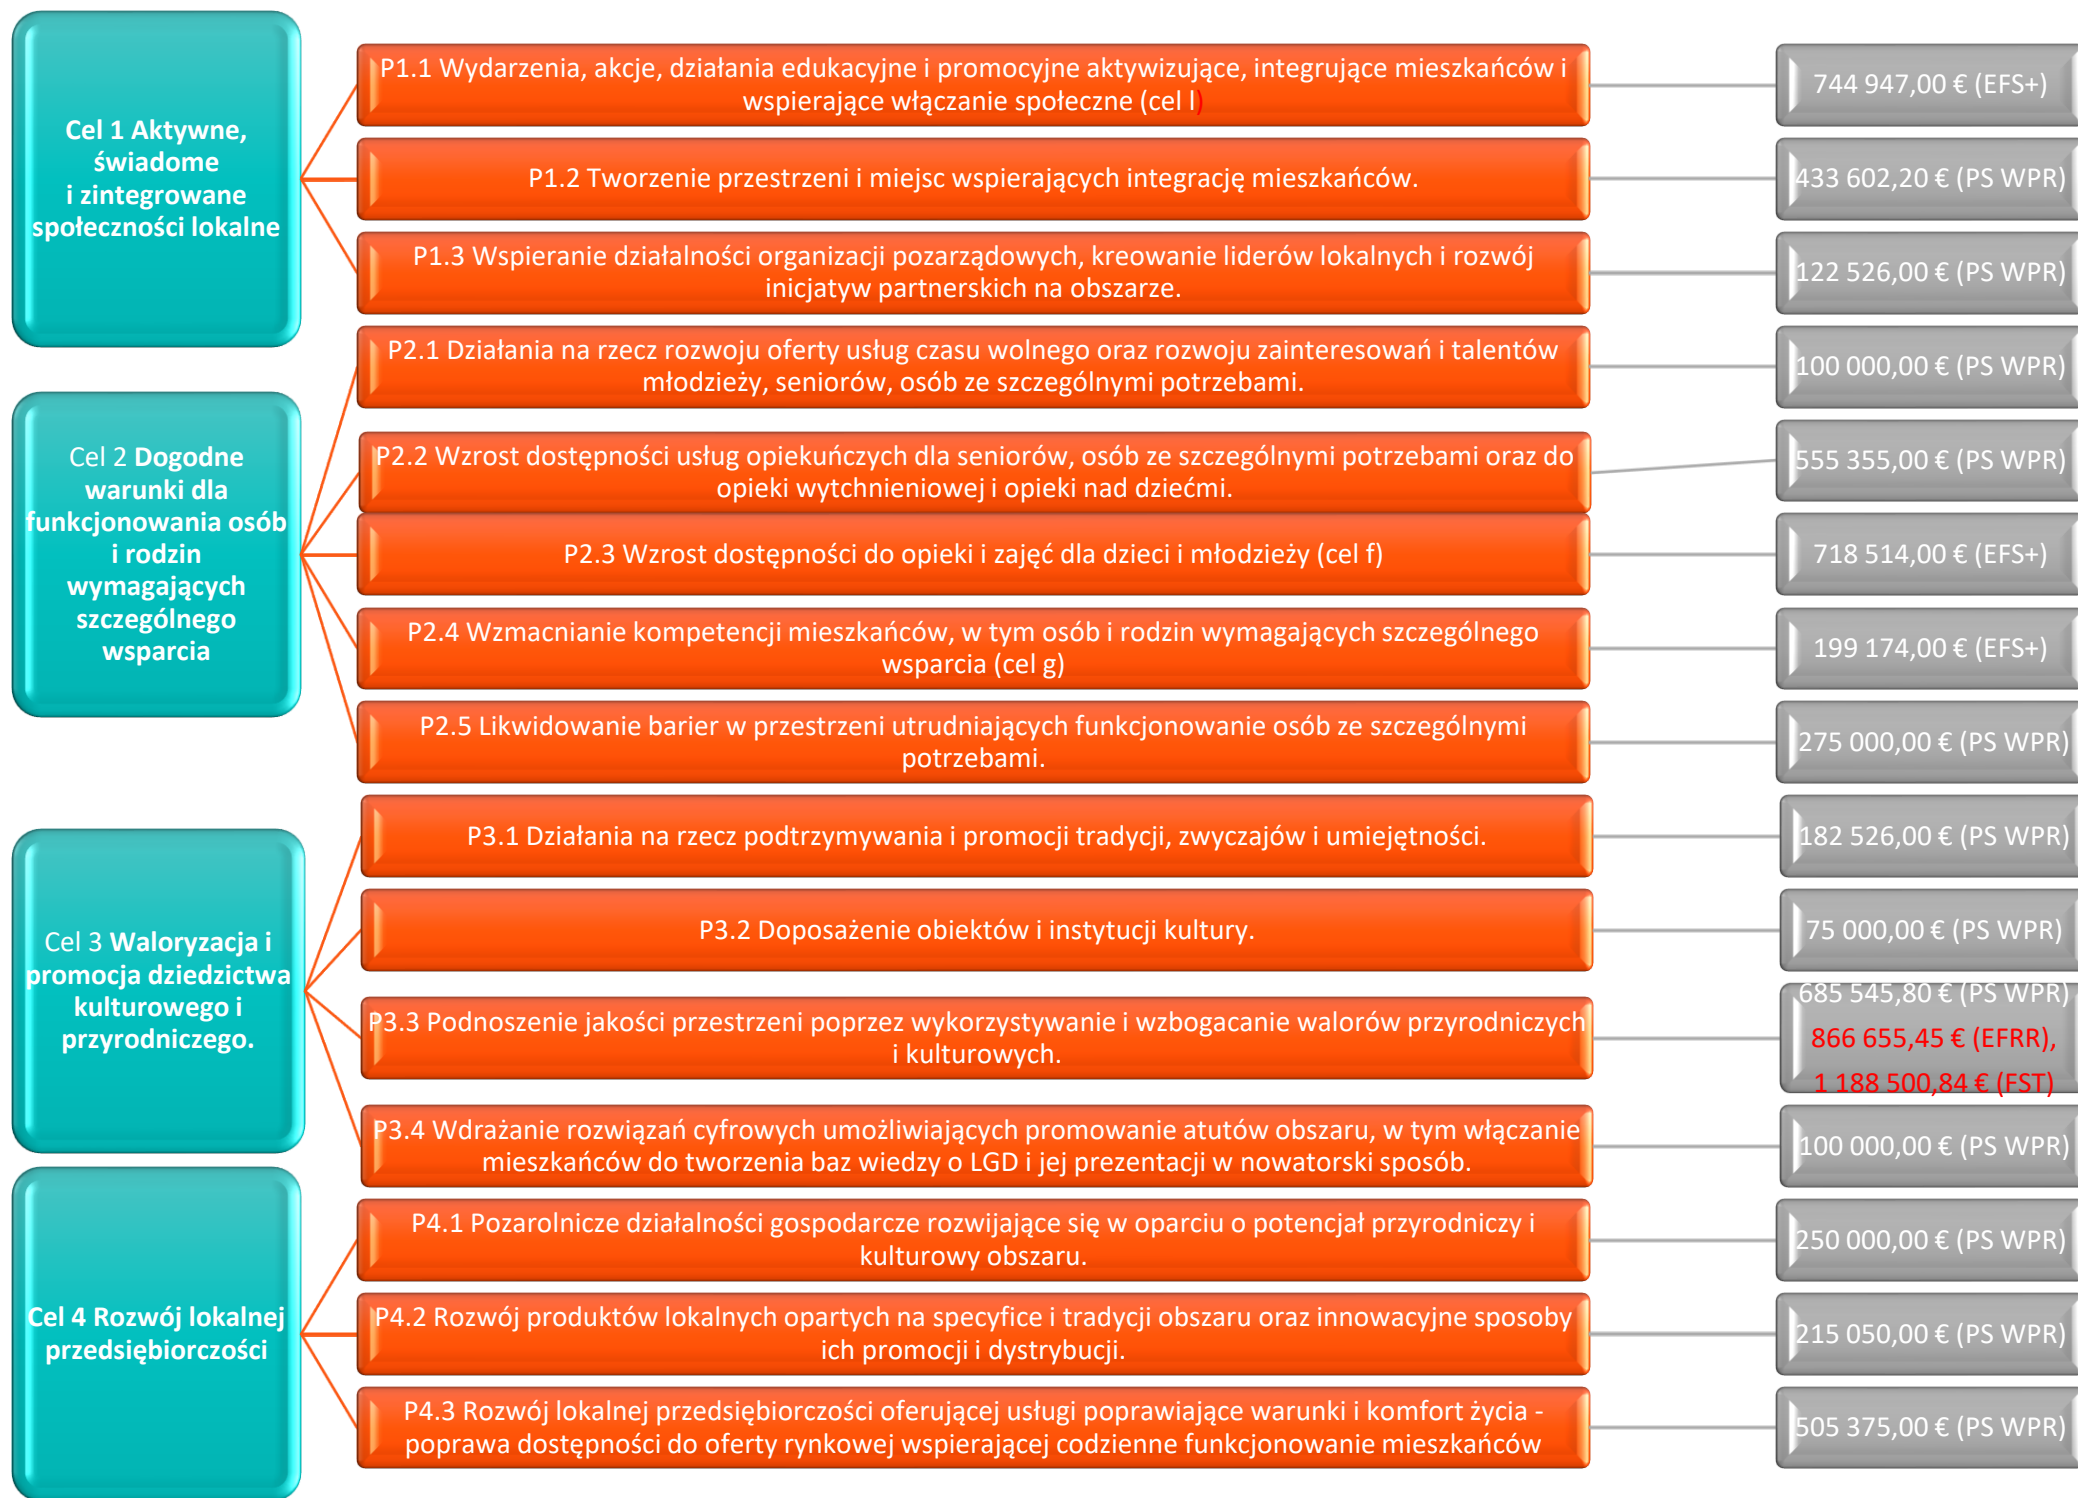 Cel 1 Aktywne,
świadome
i zintegrowane
społeczności lokalne
P1.1 Wydarzenia, akcje, działania edukacyjne i promocyjne aktywizujące, integrujące mieszkańców i
wspierające włączanie społeczne (cel l)
744 947,00 € (EFS+)
P1.2 Tworzenie przestrzeni i miejsc wspierających integrację mieszkańców.
433 602,20 € (PS WPR)
P1.3 Wspieranie działalności organizacji pozarządowych, kreowanie liderów lokalnych i rozwój
inicjatyw partnerskich na obszarze.
122 526,00 € (PS WPR)
Cel 2 Dogodne
warunki dla
funkcjonowania osób
i rodzin
wymagających
szczególnego
wsparcia
P2.1 Działania na rzecz rozwoju oferty usług czasu wolnego oraz rozwoju zainteresowań i talentów
młodzieży, seniorów, osób ze szczególnymi potrzebami.
100 000,00 € (PS WPR)
P2.2 Wzrost dostępności usług opiekuńczych dla seniorów, osób ze szczególnymi potrzebami oraz do
opieki wytchnieniowej i opieki nad dziećmi.
555 355,00 € (PS WPR)
P2.3 Wzrost dostępności do opieki i zajęć dla dzieci i młodzieży (cel f)
718 514,00 € (EFS+)
P2.4 Wzmacnianie kompetencji mieszkańców, w tym osób i rodzin wymagających szczególnego
wsparcia (cel g)
199 174,00 € (EFS+)
P2.5 Likwidowanie barier w przestrzeni utrudniających funkcjonowanie osób ze szczególnymi
potrzebami.
275 000,00 € (PS WPR)
Cel 3 Waloryzacja i
promocja dziedzictwa
kulturowego i
przyrodniczego.
P3.1 Działania na rzecz podtrzymywania i promocji tradycji, zwyczajów i umiejętności.
182 526,00 € (PS WPR)
P3.2 Doposażenie obiektów i instytucji kultury.
75 000,00 € (PS WPR)
P3.3 Podnoszenie jakości przestrzeni poprzez wykorzystywanie i wzbogacanie walorów przyrodniczych
i kulturowych.
685 545,80 € (PS WPR)
866 655,45 € (EFRR),
1 188 500,84 € (FST)
P3.4 Wdrażanie rozwiązań cyfrowych umożliwiających promowanie atutów obszaru, w tym włączanie
mieszkańców do tworzenia baz wiedzy o LGD i jej prezentacji w nowatorski sposób.
100 000,00 € (PS WPR)
Cel 4 Rozwój lokalnej
przedsiębiorczości
P4.1 Pozarolnicze działalności gospodarcze rozwijające się w oparciu o potencjał przyrodniczy i
kulturowy obszaru.
250 000,00 € (PS WPR)
P4.2 Rozwój produktów lokalnych opartych na specyfice i tradycji obszaru oraz innowacyjne sposoby
ich promocji i dystrybucji.
215 050,00 € (PS WPR)
P4.3 Rozwój lokalnej przedsiębiorczości oferującej usługi poprawiające warunki i komfort życia -
poprawa dostępności do oferty rynkowej wspierającej codzienne funkcjonowanie mieszkańców
505 375,00 € (PS WPR)